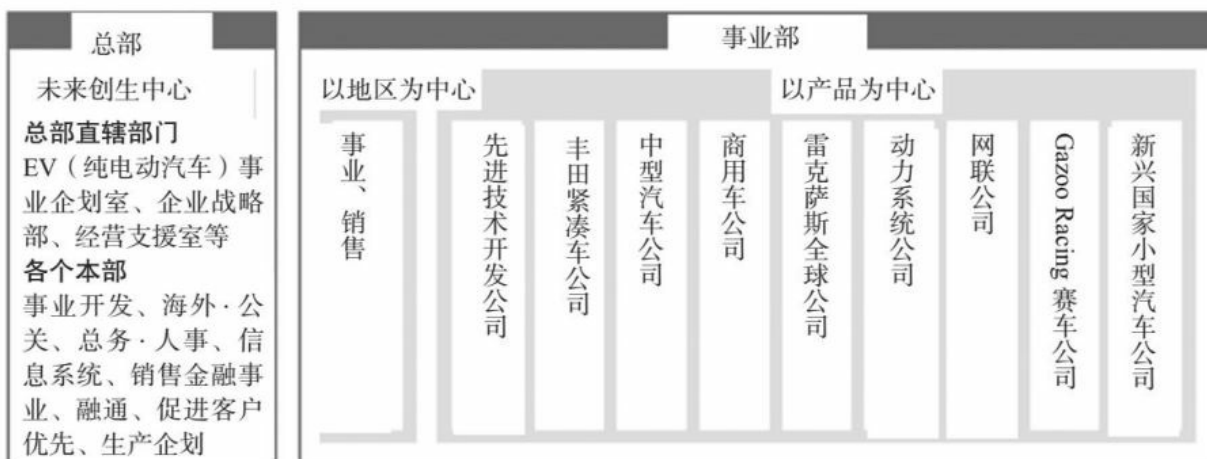 总部
未来创生中心
总部直辖部门
EV（纯电动汽车）事
业企划室、企业战略
部、经营支援室等
各个本部
事业开发、海外·公
关、总务·人事、信
息系统、销售金融事
业、融通、促进客户
优先、生产企划
事业部
以地区为中心
以产品为中心
事业、销售
先进技术开发公司
丰田紧凑车公司
中型汽车公司
商用车公司
雷克萨斯全球公司
动力系统公司
网联公司
Gazoo Racing 赛车公司
新兴国家小型汽车公司